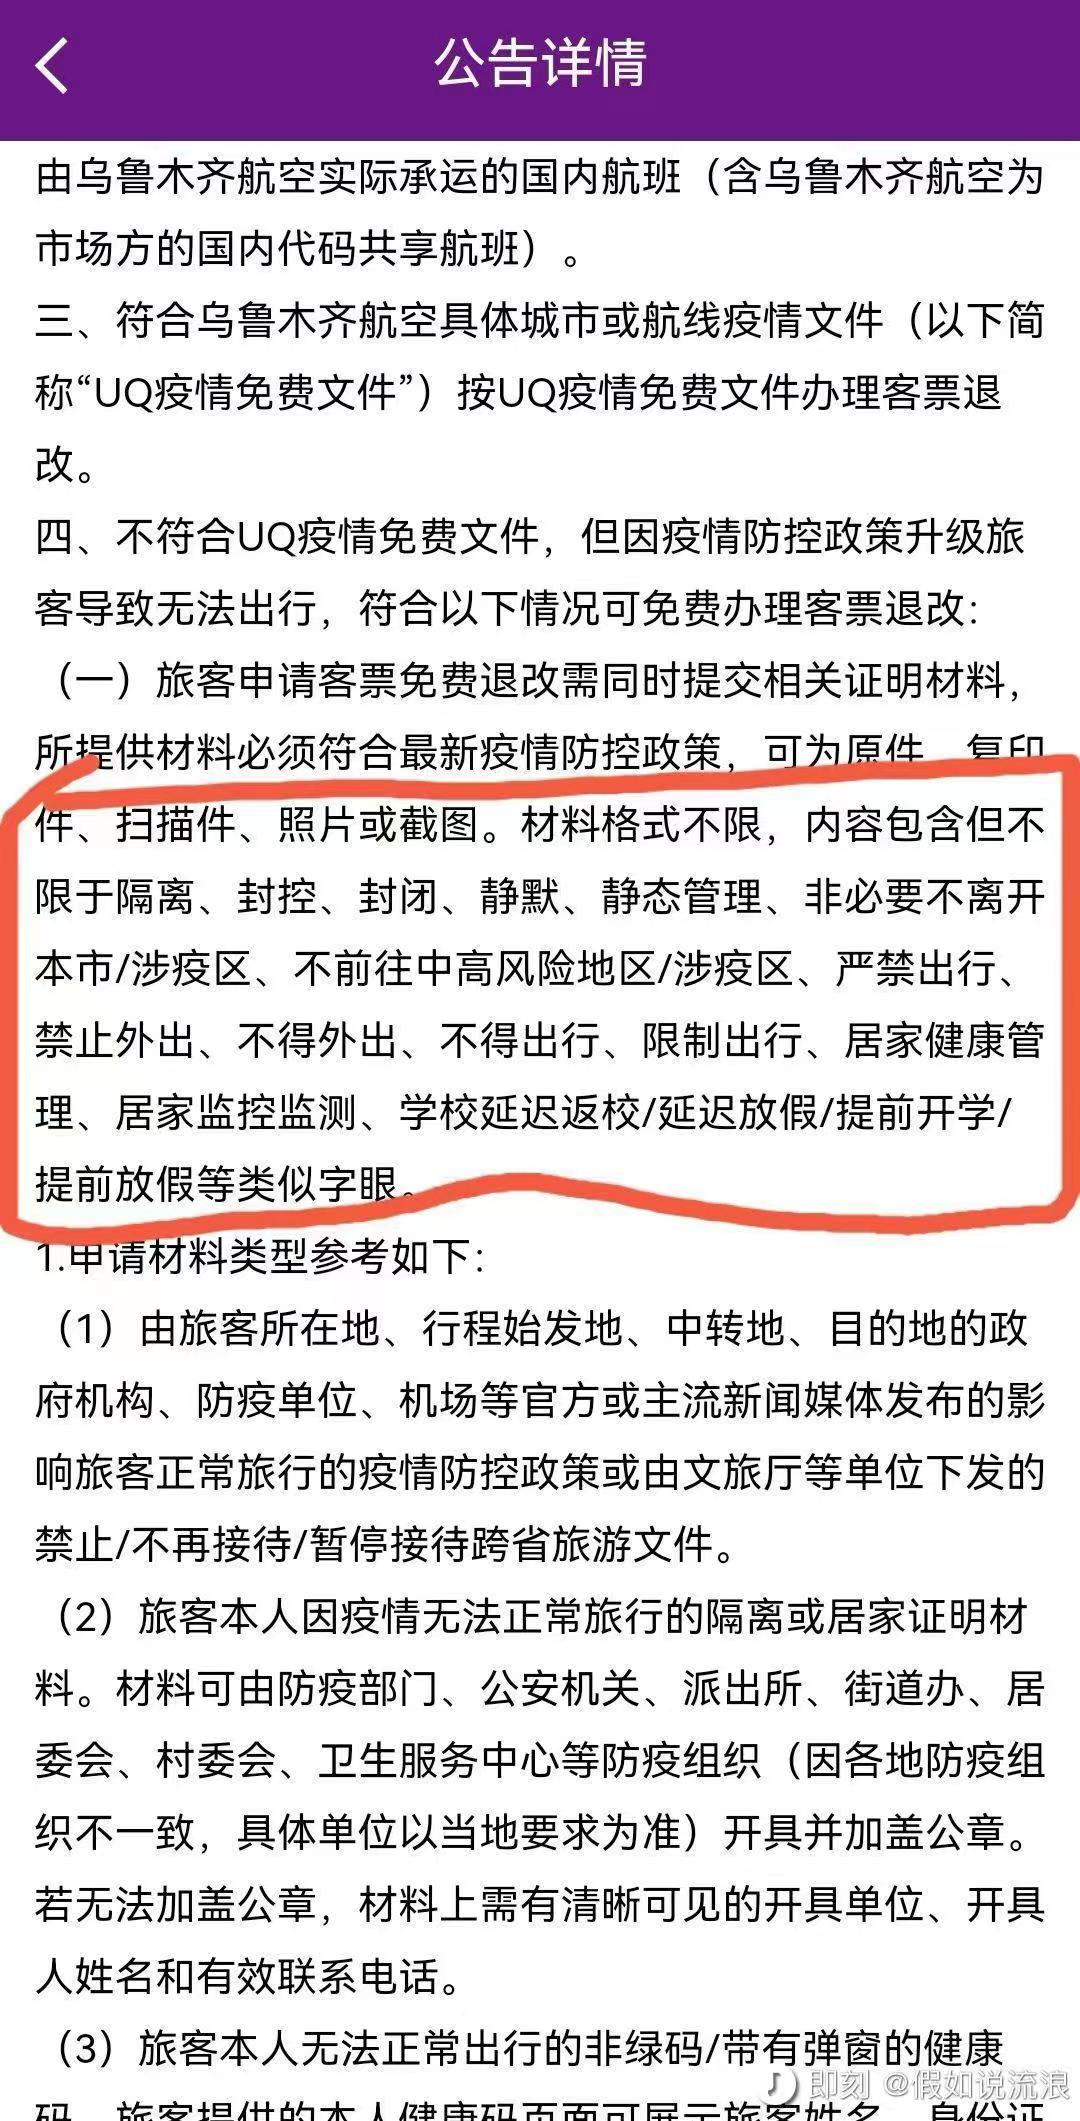 公告详情
由乌鲁木齐航空实际承运的国内航班（含乌鲁木齐航空为
市场方的国内代码共享航班）。
三、符合乌鲁木齐航空具体城市或航线疫情文件（以下简
称“UQ疫情免费文件”）按UQ疫情免费文件办理客票退
改。
四、不符合UQ疫情免费文件，但因疫情防控政策升级旅
客导致无法出行，符合以下情况可免费办理客票退改：
（一）旅客申请客票免费退改需同时提交相关证明材料，
所提供材料必须符合最新疫情防控政策，可为原件、复印
件、扫描件、照片或截图。材料格式不限，内容包含但不
限于隔离、封控、封闭、静默、静态管理、非必要不离开
本市/涉疫区、不前往中高风险地区/涉疫区、严禁出行、
禁止外出、不得外出、不得出行、限制出行、居家健康管
理、居家监控监测、学校延迟返校/延迟放假/提前开学/
提前放假等类似字眼。
1.申请材料类型参考如下：
（1）由旅客所在地、行程始发地、中转地、目的地的政
府机构、防疫单位、机场等官方或主流新闻媒体发布的影
响旅客正常旅行的疫情防控政策或由文旅厅等单位下发的
禁止/不再接待/暂停接待跨省旅游文件。
（2）旅客本人因疫情无法正常旅行的隔离或居家证明材
料。材料可由防疫部门、公安机关、派出所、街道办、居
委会、村委会、卫生服务中心等防疫组织（因各地防疫组
织不一致，具体单位以当地要求为准）开具并加盖公章。
若无法加盖公章，材料上需有清晰可见的开具单位、开具
人姓名和有效联系电话。
（3）旅客本人无法正常出行的非绿码/带有弹窗的健康
码，旅客提供的本人健康码页面可展示旅客姓名、身份证
即刻 @假如说流浪